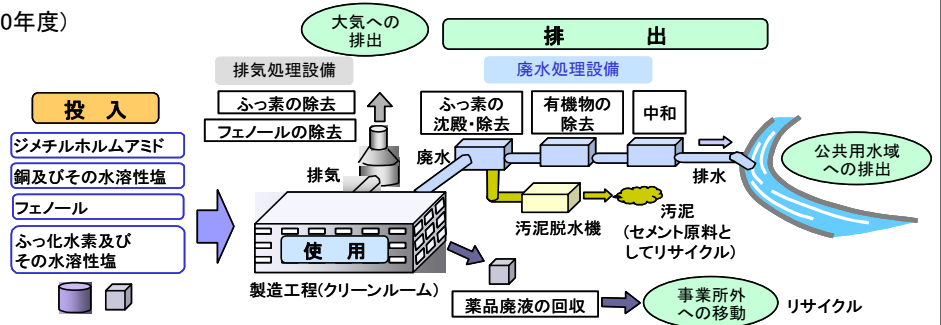 0年度)
大気への
排出
排 出
排気処理設備
廃水処理設備
投 入
ふっ素の除去
フェノールの除去
ふっ素の
沈殿・除去
有機物の
除去
中和
ジメチルホルムアミド
銅及びその水溶性塩
フェノール
ふっ化水素及び
その水溶性塩
排気
廃水
排水
公共用水域
への排出
使 用
汚泥脱水機
汚泥
(セメント原料と
してリサイクル)
製造工程(クリーンルーム)
薬品廃液の回収
事業所外
への移動
リサイクル